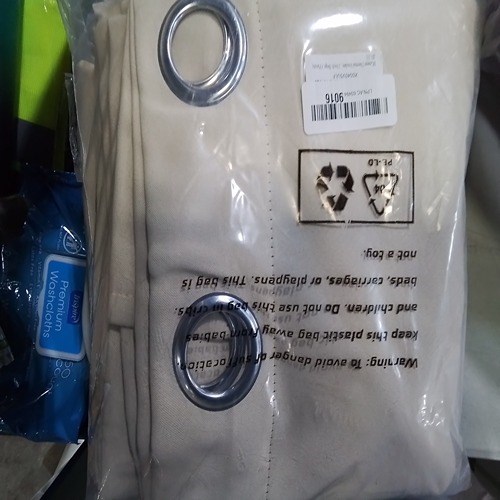 Warning: To avoid danger of suffocation,
keep this plastic bag away from babies
and children. Do not use this bag in cribs,
beds, carriages, or playpens. This bag is
not a toy.
PE-LD
9016
Premium
Washcloths